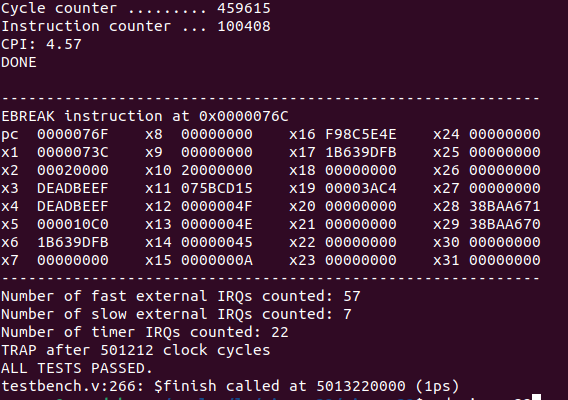 Cycle counter ......... 459615
Instruction counter ... 100408
CPI: 4.57
DONE
------------------------------------------------------------
EBREAK instruction at 0x0000076C
pc  0000076F    x8  00000000    x16 F98C5E4E    x24 00000000
x1  0000073C    x9  00000000    x17 1B639DFB    x25 00000000
x2  00020000    x10 20000000    x18 00000000    x26 00000000
x3  DEADBEEF    x11 075BCD15    x19 00003AC4    x27 00000000
x4  DEADBEEF    x12 0000004F    x20 00000000    x28 38BAA671
x5  000010C0    x13 0000004E    x21 00000000    x29 38BAA670
x6  1B639DFB    x14 00000045    x22 00000000    x30 00000000
x7  00000000    x15 0000000A    x23 00000000    x31 00000000
------------------------------------------------------------
Number of fast external IRQs counted: 57
Number of slow external IRQs counted: 7
Number of timer IRQs counted: 22
TRAP after 501212 clock cycles
ALL TESTS PASSED.
testbench.v:266: $finish called at 5013220000 (1ps)